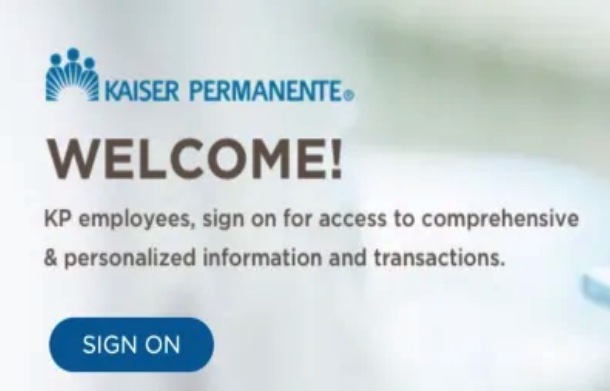 KAISER PERMANENTE®
WELCOME!
KP employees, sign on for access to comprehensive
& personalized information and transactions.
SIGN ON